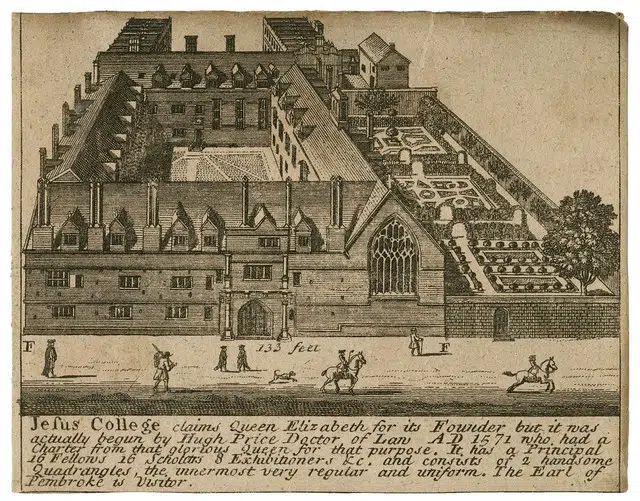 F
133 feet
F
Jesus College claims Queen Elizabeth for its Founder but it was
actually begun by Hugh Price Doctor of Law AD 1571 who had a
Charter from that glorious Queen for that purpose. It has a Principal
16 Fellows 16 Scholars 8 Exhibitioners &c. and consists of 2 handsome
Quadrangles, the innermost very regular and uniform. The Earl of
Pembroke is Visitor.